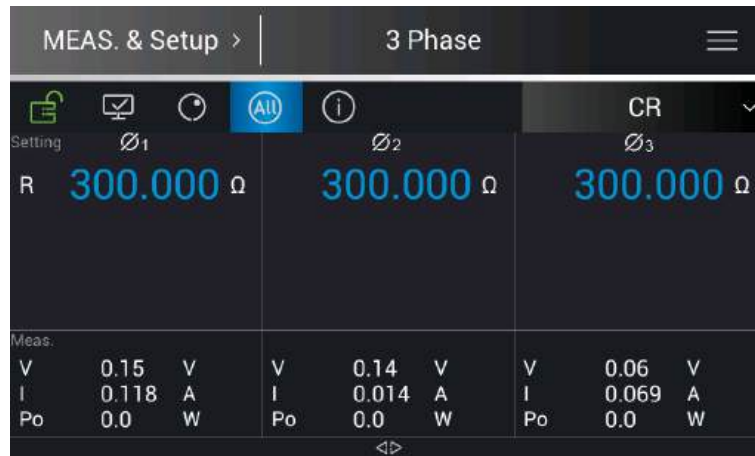 MEAS. & Setup > 3 Phase
All i CR
Setting Ø1 Ø2 Ø3
R 300.000 Ω 300.000 Ω 300.000 Ω
Meas.
V 0.15 V V 0.14 V V 0.06 V
I 0.118 A I 0.014 A I 0.069 A
Po 0.0 W Po 0.0 W Po 0.0 W